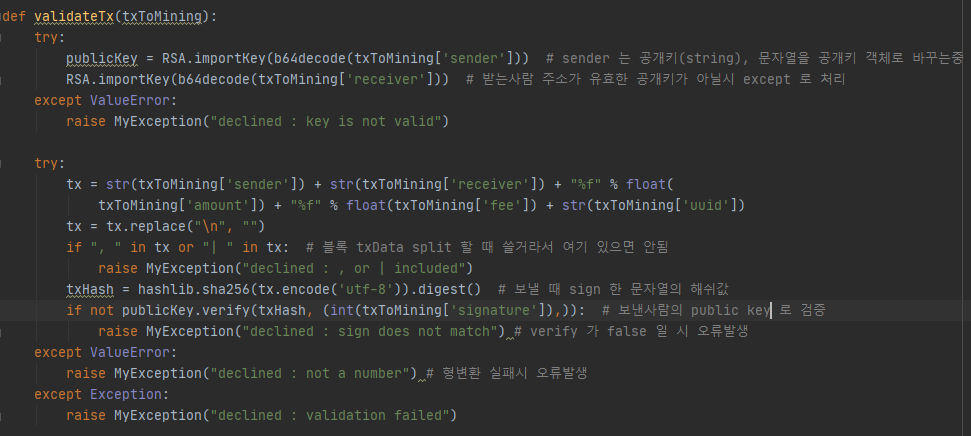 def validateTx(txToMining):
    try:
        publicKey = RSA.importKey(b64decode(txToMining['sender']))  # sender 는 공개키(string), 문자열을 공개키 객체로 바꾸는중
        RSA.importKey(b64decode(txToMining['receiver']))  # 받는사람 주소가 유효한 공개키가 아닐시 except 로 처리
    except ValueError:
        raise MyException("declined : key is not valid")

    try:
        tx = str(txToMining['sender']) + str(txToMining['receiver']) + "%f" % float(
            txToMining['amount']) + "%f" % float(txToMining['fee']) + str(txToMining['uuid'])
        tx = tx.replace("\n", "")
        if ", " in tx or "| " in tx:  # 블록 txData split 할 때 쓸거라서 여기 있으면 안됨
            raise MyException("declined : , or | included")
        txHash = hashlib.sha256(tx.encode('utf-8')).digest()  # 보낼 때 sign 한 문자열의 해쉬값
        if not publicKey.verify(txHash, (int(txToMining['signature']),)):  # 보낸사람의 public key 로 검증
            raise MyException("declined : sign does not match") # verify 가 false 일 시 오류발생
    except ValueError:
        raise MyException("declined : not a number") # 형변환 실패시 오류발생
    except Exception:
        raise MyException("declined : validation failed")